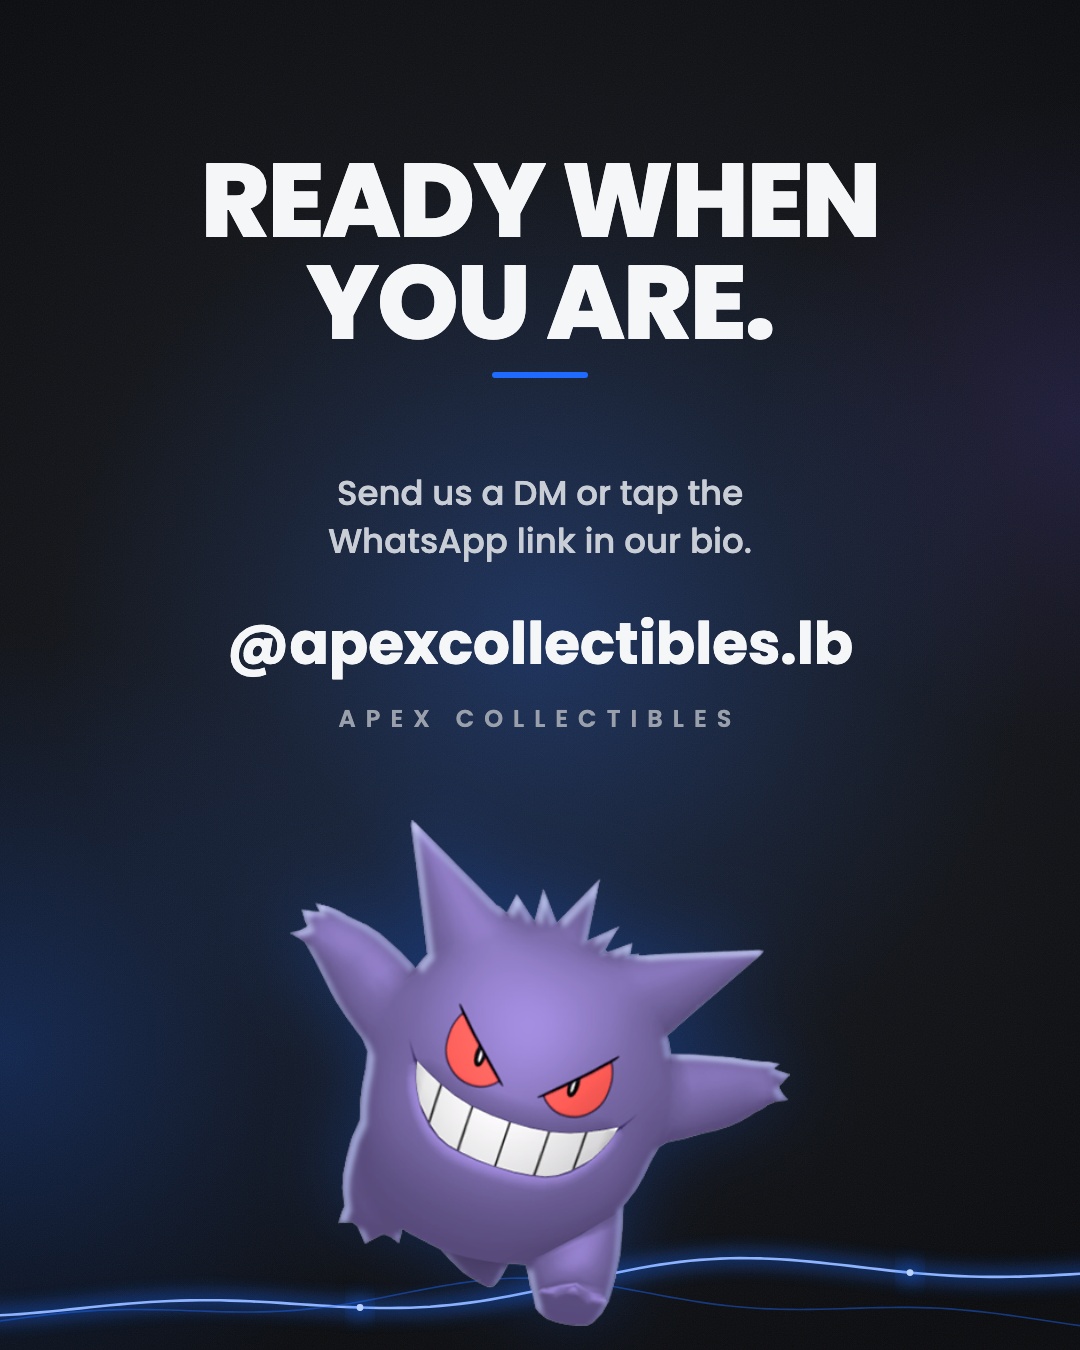 READY WHEN
YOU ARE.
Send us a DM or tap the
WhatsApp link in our bio.
@apexcollectibles.lb
APEX COLLECTIBLES